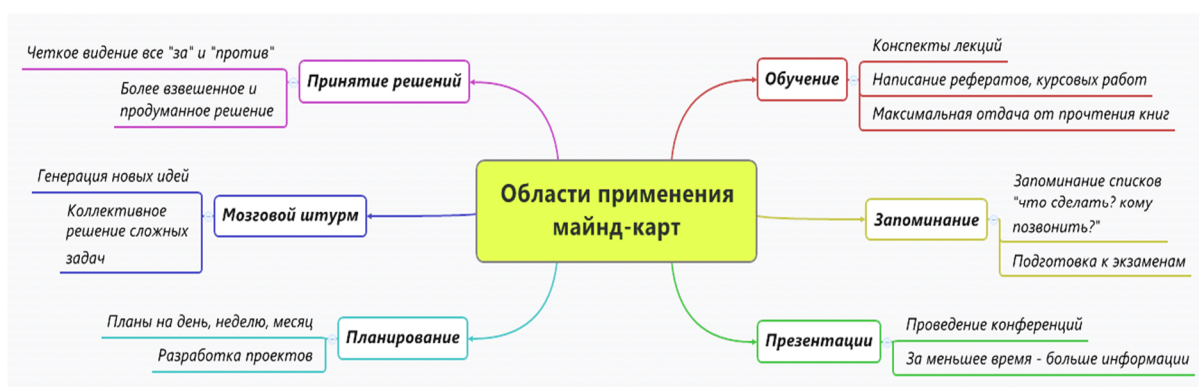 Области применения
майнд-карт
Обучение
Конспекты лекций
Написание рефератов, курсовых работ
Максимальная отдача от прочтения книг
Запоминание
Запоминание списков
"что сделать? кому
позвонить?"
Подготовка к экзаменам
Презентации
Проведение конференций
За меньшее время - больше информации
Принятие решений
Четкое видение все "за" и "против"
Более взвешенное и
продуманное решение
Мозговой штурм
Генерация новых идей
Коллективное
решение сложных
задач
Планирование
Планы на день, неделю, месяц
Разработка проектов